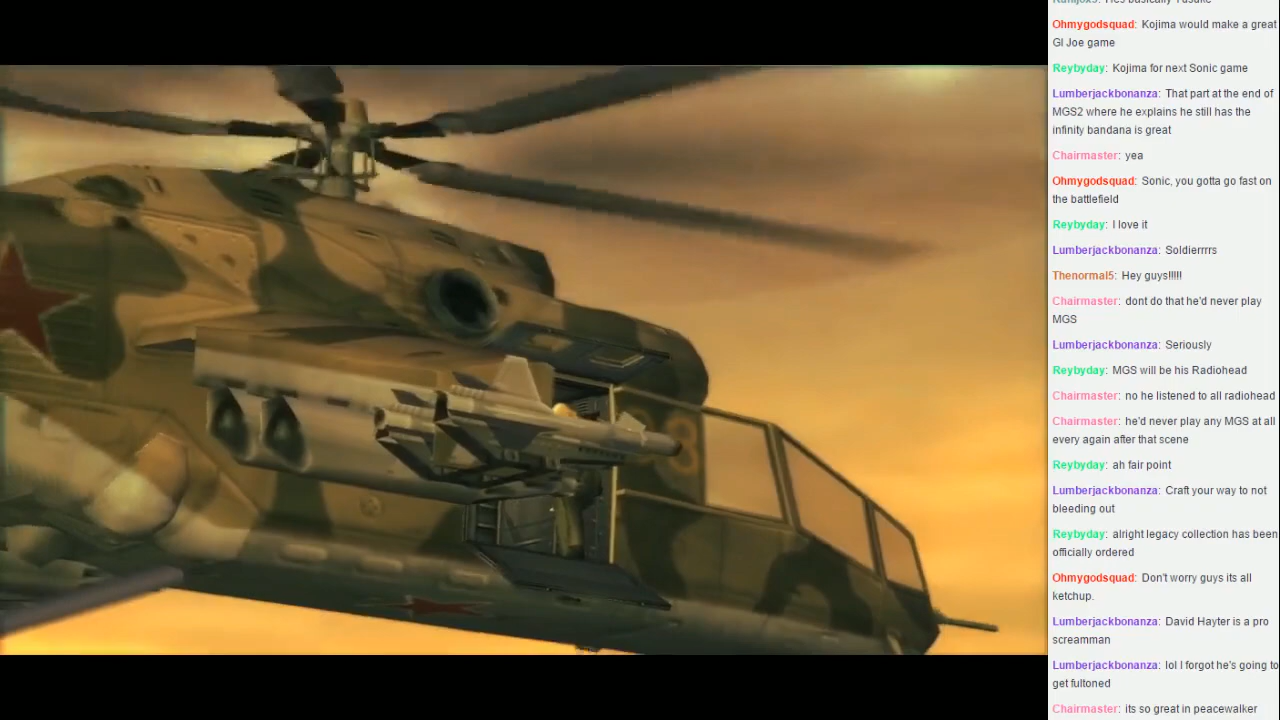 Ohmygodsquad: Kojima would make a great
GI Joe game
Reybyday: Kojima for next Sonic game
Lumberjackbonanza: That part at the end of
MGS2 where he explains he still has the
infinity bandana is great
Chairmaster: yea
Ohmygodsquad: Sonic, you gotta go fast on
the battlefield
Reybyday: I love it
Lumberjackbonanza: Soldierrrrs
Thenormal5: Hey guys!!!!!
Chairmaster: dont do that he'd never play
MGS
Lumberjackbonanza: Seriously
Reybyday: MGS will be his Radiohead
Chairmaster: no he listened to all radiohead
Chairmaster: he'd never play any MGS at all
every again after that scene
Reybyday: ah fair point
Lumberjackbonanza: Craft your way to not
bleeding out
Reybyday: alright legacy collection has been
officially ordered
Ohmygodsquad: Don't worry guys its all
ketchup.
Lumberjackbonanza: David Hayter is a pro
screamman
Lumberjackbonanza: lol I forgot he's going to
get fultoned
Chairmaster: its so great in peacewalker